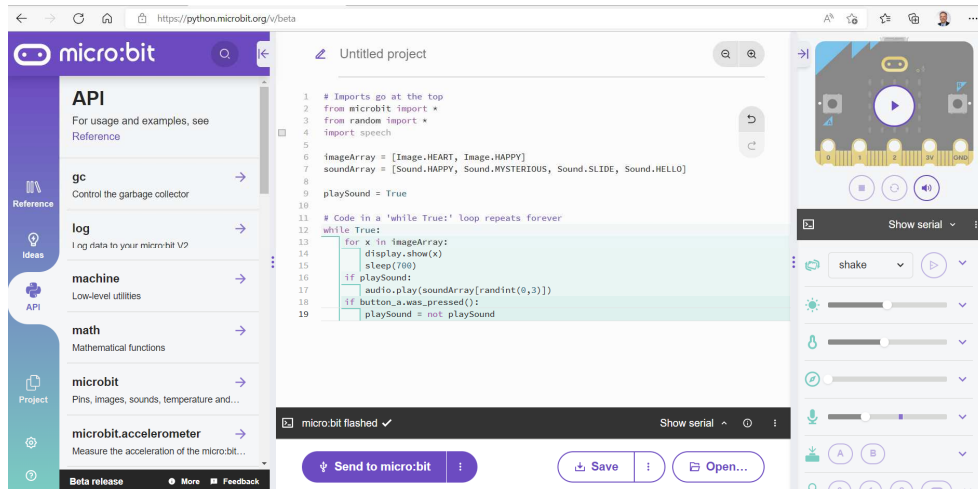 https://python.microbit.org/v/beta
micro:bit
Reference
Ideas
API
Project
API
For usage and examples, see
Reference
gc
Control the garbage collector
log
Log data to your micro:bit V2
machine
Low-level utilities
math
Mathematical functions
microbit
Pins, images, sounds, temperature and…
microbit.accelerometer
Measure the acceleration of the micro:bit…
Beta release
More
Feedback
Untitled project
1 # Imports go at the top
2 from microbit import *
3 from random import *
4 import speech
5
6 imageArray = [Image.HEART, Image.HAPPY]
7 soundArray = [Sound.HAPPY, Sound.MYSTERIOUS, Sound.SLIDE, Sound.HELLO]
8
9 playSound = True
10
11 # Code in a 'while True:' loop repeats forever
12 while True:
13 for x in imageArray:
14 display.show(x)
15 sleep(700)
16 if playSound:
17 audio.play(soundArray[randint(0,3)])
18 if button_a.was_pressed():
19 playSound = not playSound
micro:bit flashed
Show serial
Send to micro:bit
Save
Open...
0 1 2 3V GND
Show serial
shake
A B